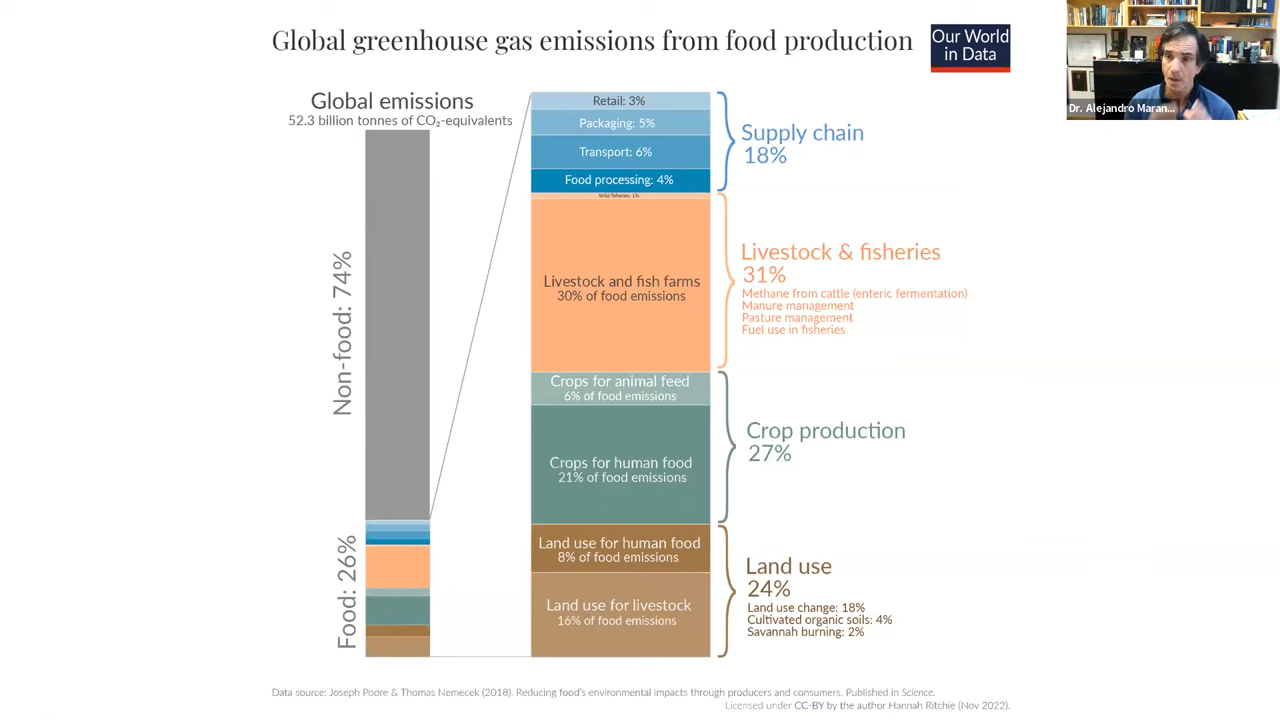 Global greenhouse gas emissions from food production
Our World
in Data
Dr. Alejandro Maran...
Global emissions
52.3 billion tonnes of CO₂-equivalents
Non-food: 74%
Food: 26%
Retail: 3%
Packaging: 5%
Transport: 6%
Food processing: 4%
Wild fisheries: 1%
Livestock and fish farms
30% of food emissions
Crops for animal feed
6% of food emissions
Crops for human food
21% of food emissions
Land use for human food
8% of food emissions
Land use for livestock
16% of food emissions
Supply chain
18%
Livestock & fisheries
31%
Methane from cattle (enteric fermentation)
Manure management
Pasture management
Fuel use in fisheries
Crop production
27%
Land use
24%
Land use change: 18%
Cultivated organic soils: 4%
Savannah burning: 2%
Data source: Joseph Poore & Thomas Nemecek (2018). Reducing food's environmental impacts through producers and consumers. Published in Science.
Licensed under CC-BY by the author Hannah Ritchie (Nov 2022).